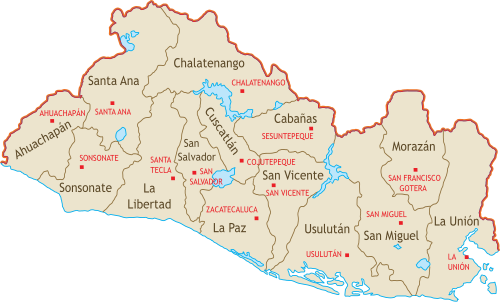 Chalatenango
Santa Ana
CHALATENANGO
SANTA ANA
AHUACHAPÁN
Ahuachapán
Cabañas
SESUNTEPEQUE
Cuscatlán
SONSONATE
Sonsonate
SANTA
TECLA
La
Libertad
San
Salvador
SAN
SALVADOR
COJUTEPEQUE
San Vicente
SAN VICENTE
ZACATECALUCA
La Paz
Morazán
SAN FRANCISCO
GOTERA
Usulután
USULUTÁN
SAN MIGUEL
San Miguel
La Unión
LA
UNIÓN